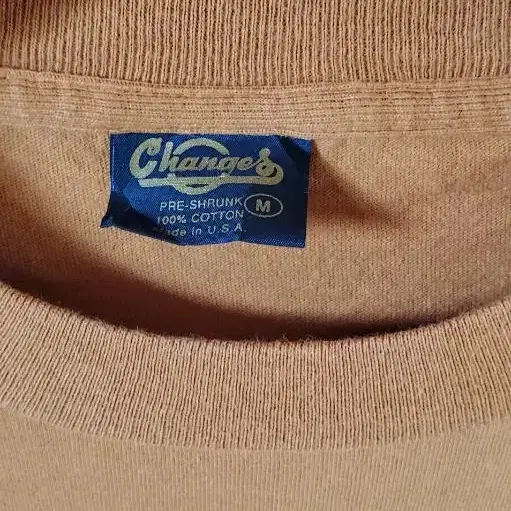 Changes
PRE-SHRUNK M
100% COTTON
Made in U.S.A.